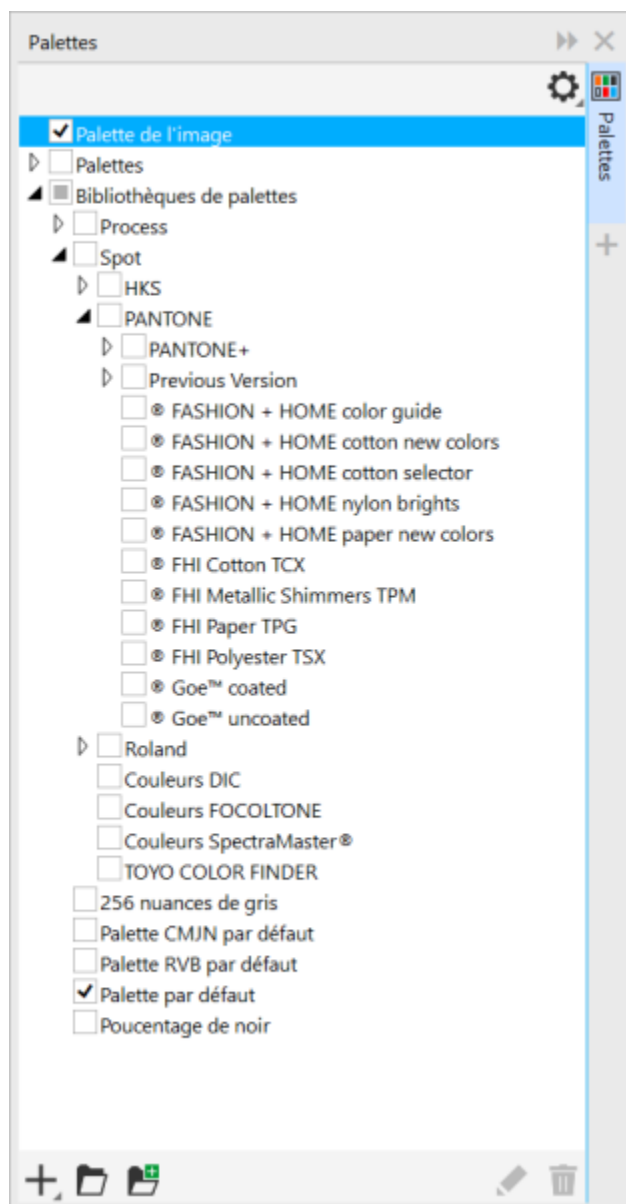 Palettes
Palettes
Palette de l'image
Palettes
Bibliothèques de palettes
Process
Spot
HKS
PANTONE
PANTONE+
Previous Version
® FASHION + HOME color guide
® FASHION + HOME cotton new colors
® FASHION + HOME cotton selector
® FASHION + HOME nylon brights
® FASHION + HOME paper new colors
® FHI Cotton TCX
® FHI Metallic Shimmers TPM
® FHI Paper TPG
® FHI Polyester TSX
® Goe™ coated
® Goe™ uncoated
Roland
Couleurs DIC
Couleurs FOCOLTONE
Couleurs SpectraMaster®
TOYO COLOR FINDER
256 nuances de gris
Palette CMJN par défaut
Palette RVB par défaut
Palette par défaut
Poucentage de noir